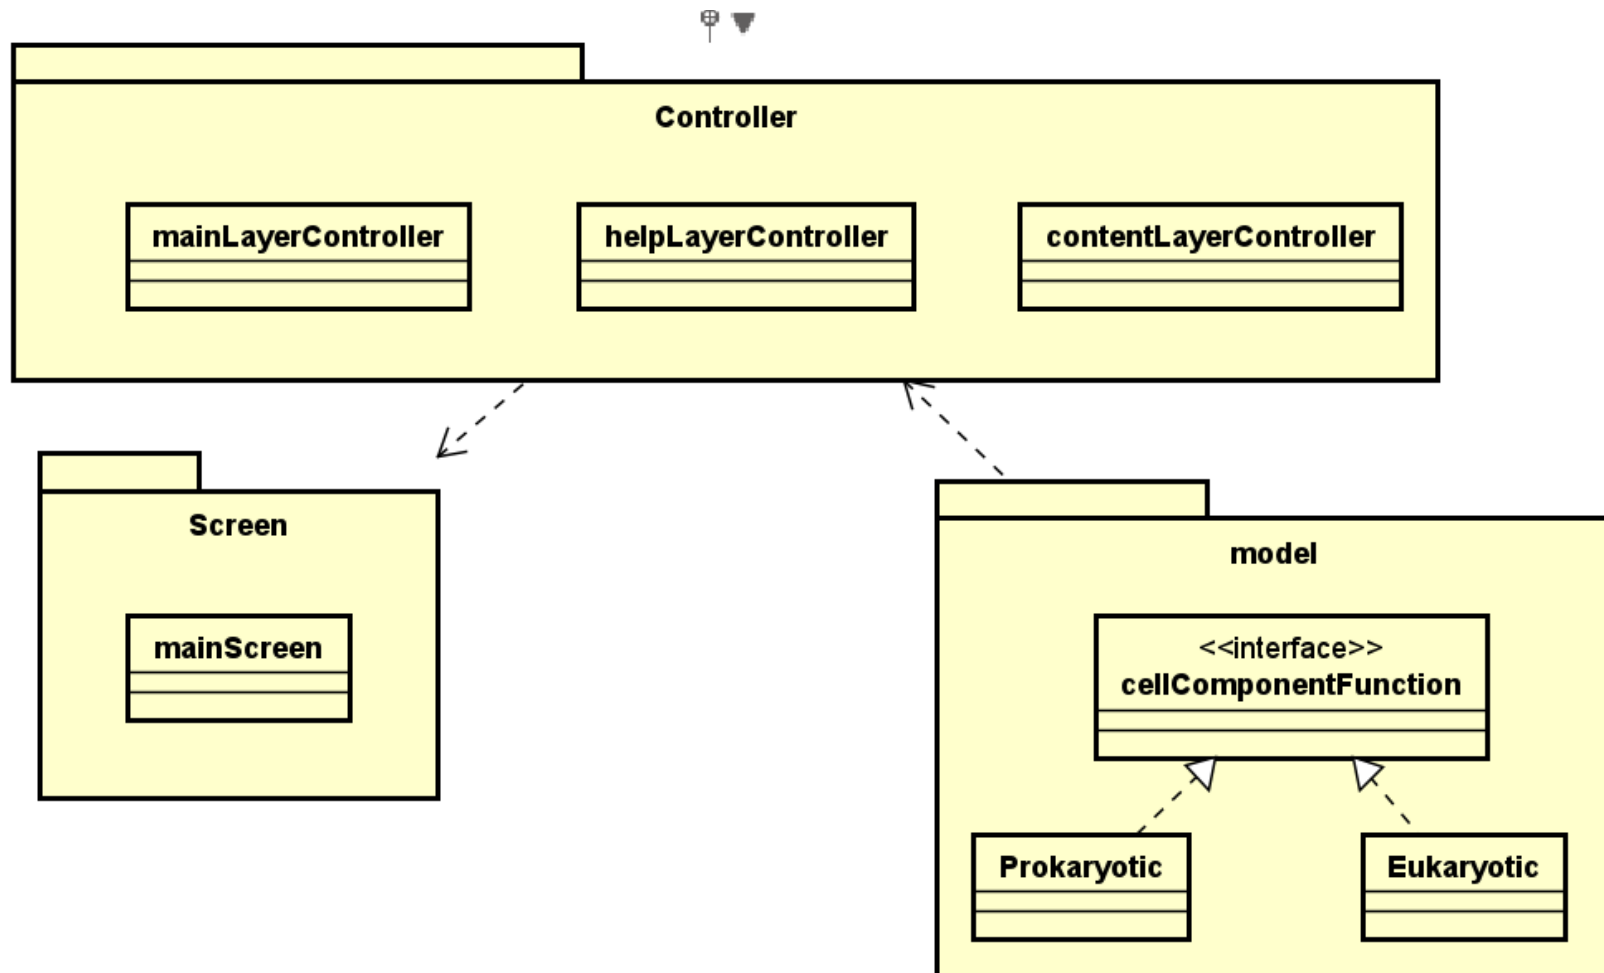 Controller
mainLayerController
helpLayerController
contentLayerController
Screen
mainScreen
model
<<interface>>
cellComponentFunction
Prokaryotic
Eukaryotic